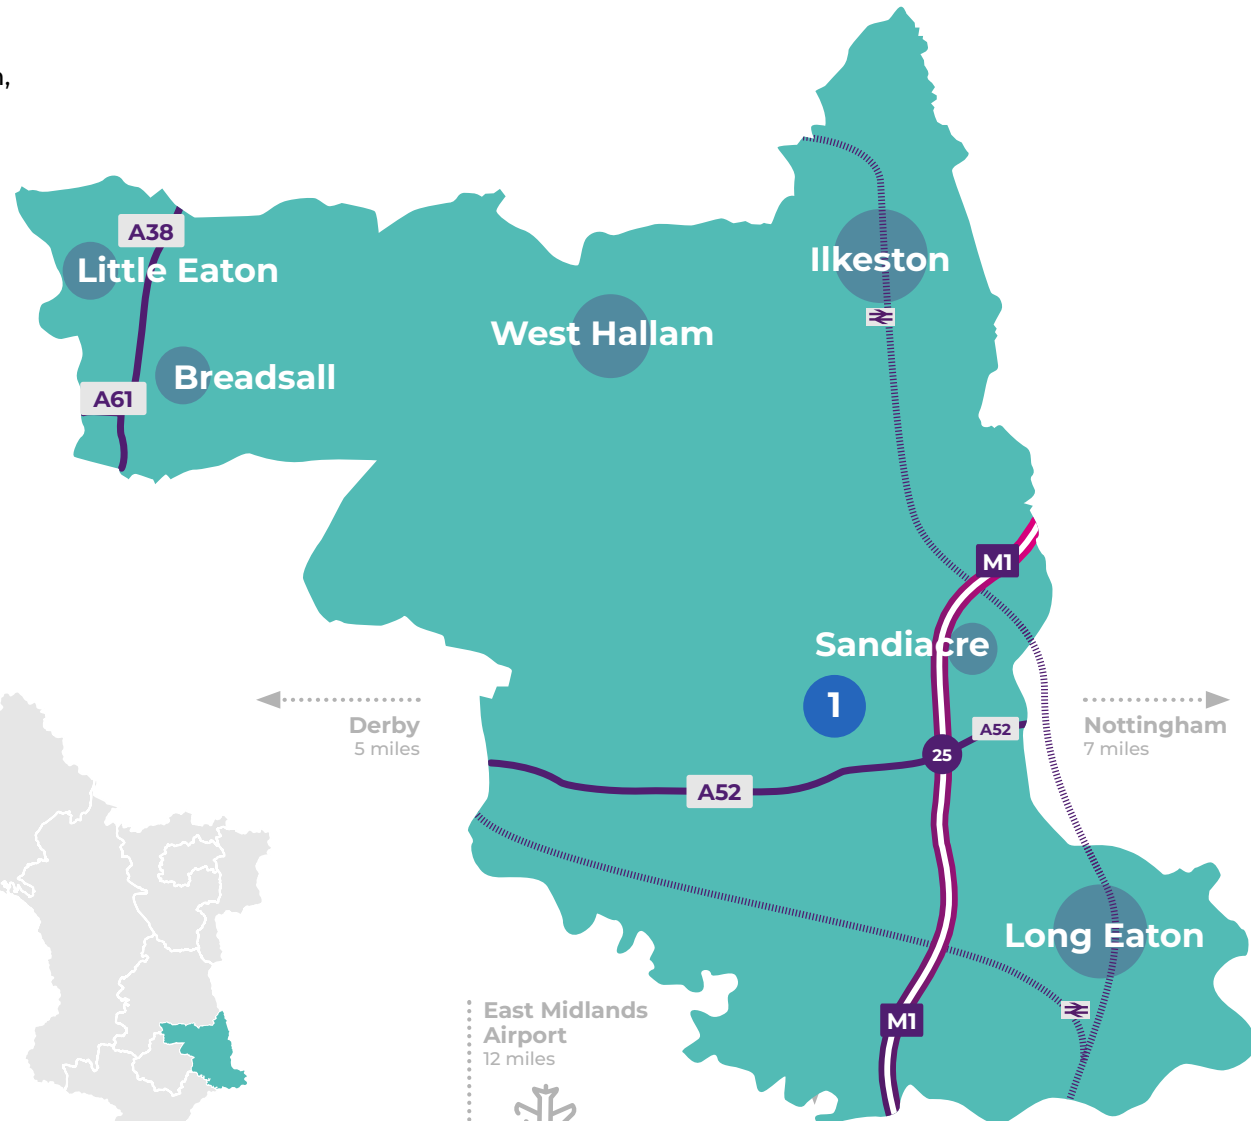 A38
Little Eaton
Ilkeston
West Hallam
Breadsall
A61
M1
Sandiacre
1
Derby
5 miles
Nottingham
7 miles
A52
25
A52
Long Eaton
East Midlands
Airport
12 miles
M1